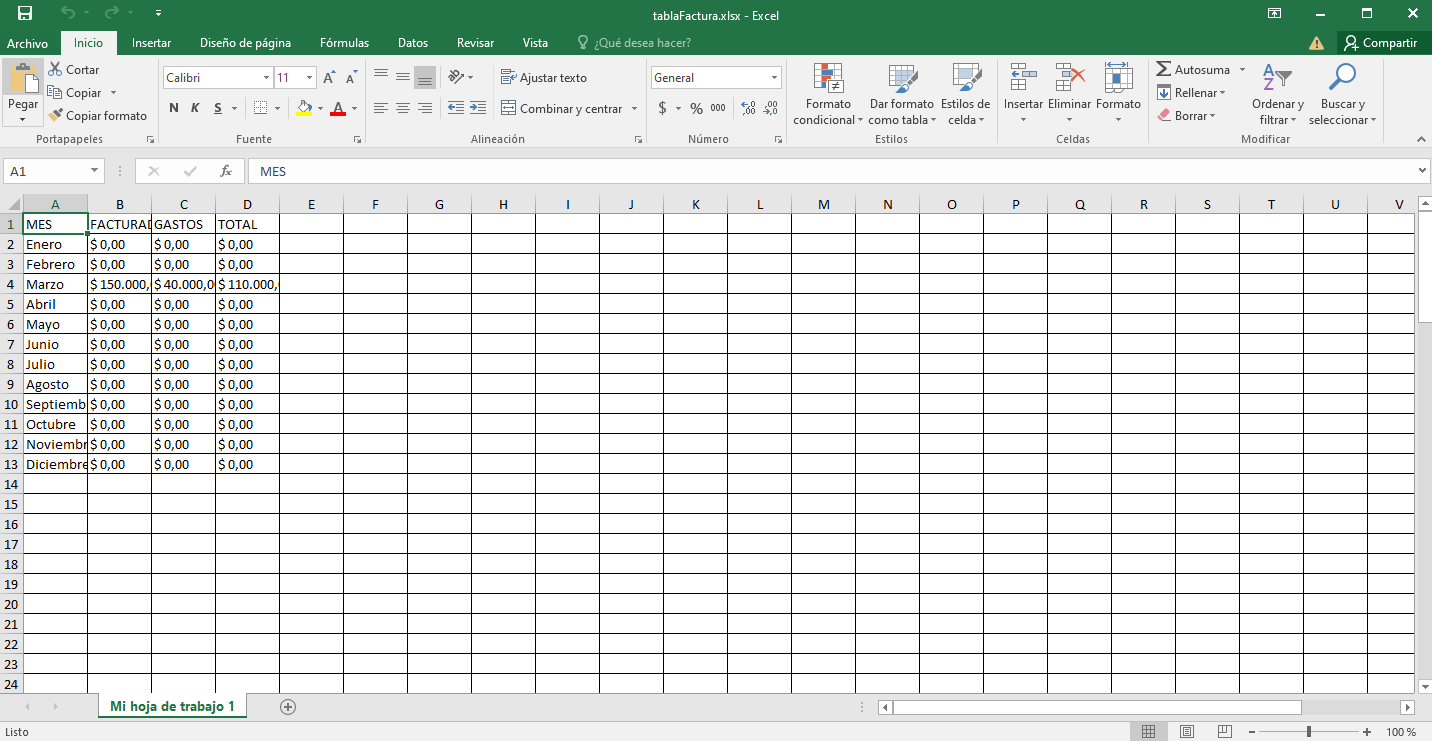 tablaFactura.xlsx - Excel
Archivo Inicio Insertar Diseño de página Fórmulas Datos Revisar Vista ¿Qué desea hacer? Compartir
Pegar
Cortar
Copiar
Copiar formato
Portapapeles
Calibri 11 A A
N K S A
Fuente
Ajustar texto
Combinar y centrar
Alineación
General
$ % 000
Número
Formato condicional
Dar formato como tabla
Estilos de celda
Estilos
Insertar Eliminar Formato
Celdas
Autosuma
Rellenar
Borrar
Ordenar y filtrar
Buscar y seleccionar
Modificar
A1 fx MES
A B C D E F G H I J K L M N O P Q R S T U V
1 MES FACTURAD GASTOS TOTAL
2 Enero $ 0,00 $ 0,00 $ 0,00
3 Febrero $ 0,00 $ 0,00 $ 0,00
4 Marzo $ 150.000, $ 40.000,0 $ 110.000,
5 Abril $ 0,00 $ 0,00 $ 0,00
6 Mayo $ 0,00 $ 0,00 $ 0,00
7 Junio $ 0,00 $ 0,00 $ 0,00
8 Julio $ 0,00 $ 0,00 $ 0,00
9 Agosto $ 0,00 $ 0,00 $ 0,00
10 Septiemb $ 0,00 $ 0,00 $ 0,00
11 Octubre $ 0,00 $ 0,00 $ 0,00
12 Noviembr $ 0,00 $ 0,00 $ 0,00
13 Diciembre $ 0,00 $ 0,00 $ 0,00
14
15
16
17
18
19
20
21
22
23
24
Mi hoja de trabajo 1
Listo 100 %